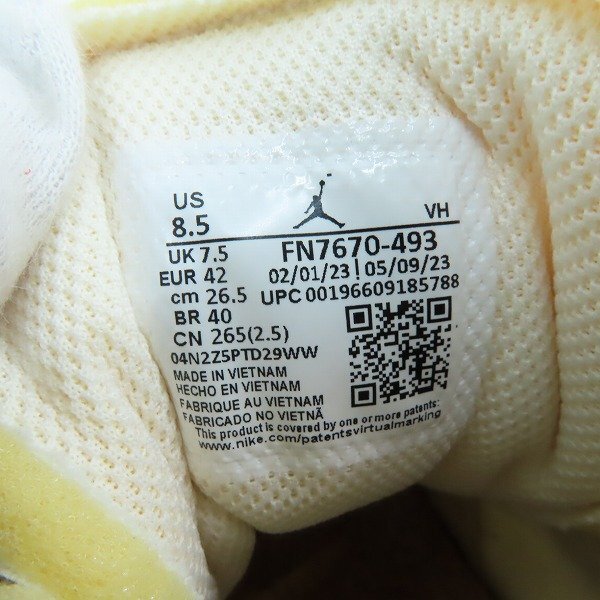 US
8.5
VH
UK 7.5
FN7670-493
EUR 42
02/01/23 | 05/09/23
cm 26.5
UPC 00196609185788
BR 40
CN 265(2.5)
04N2Z5PTD29WW
MADE IN VIETNAM
HECHO EN VIETNAM
FABRIQUE AU VIETNAM
FABRICADO NO VIETNÃ
This product is covered by one or more patents.
www.nike.com/patentsvirtualmarking